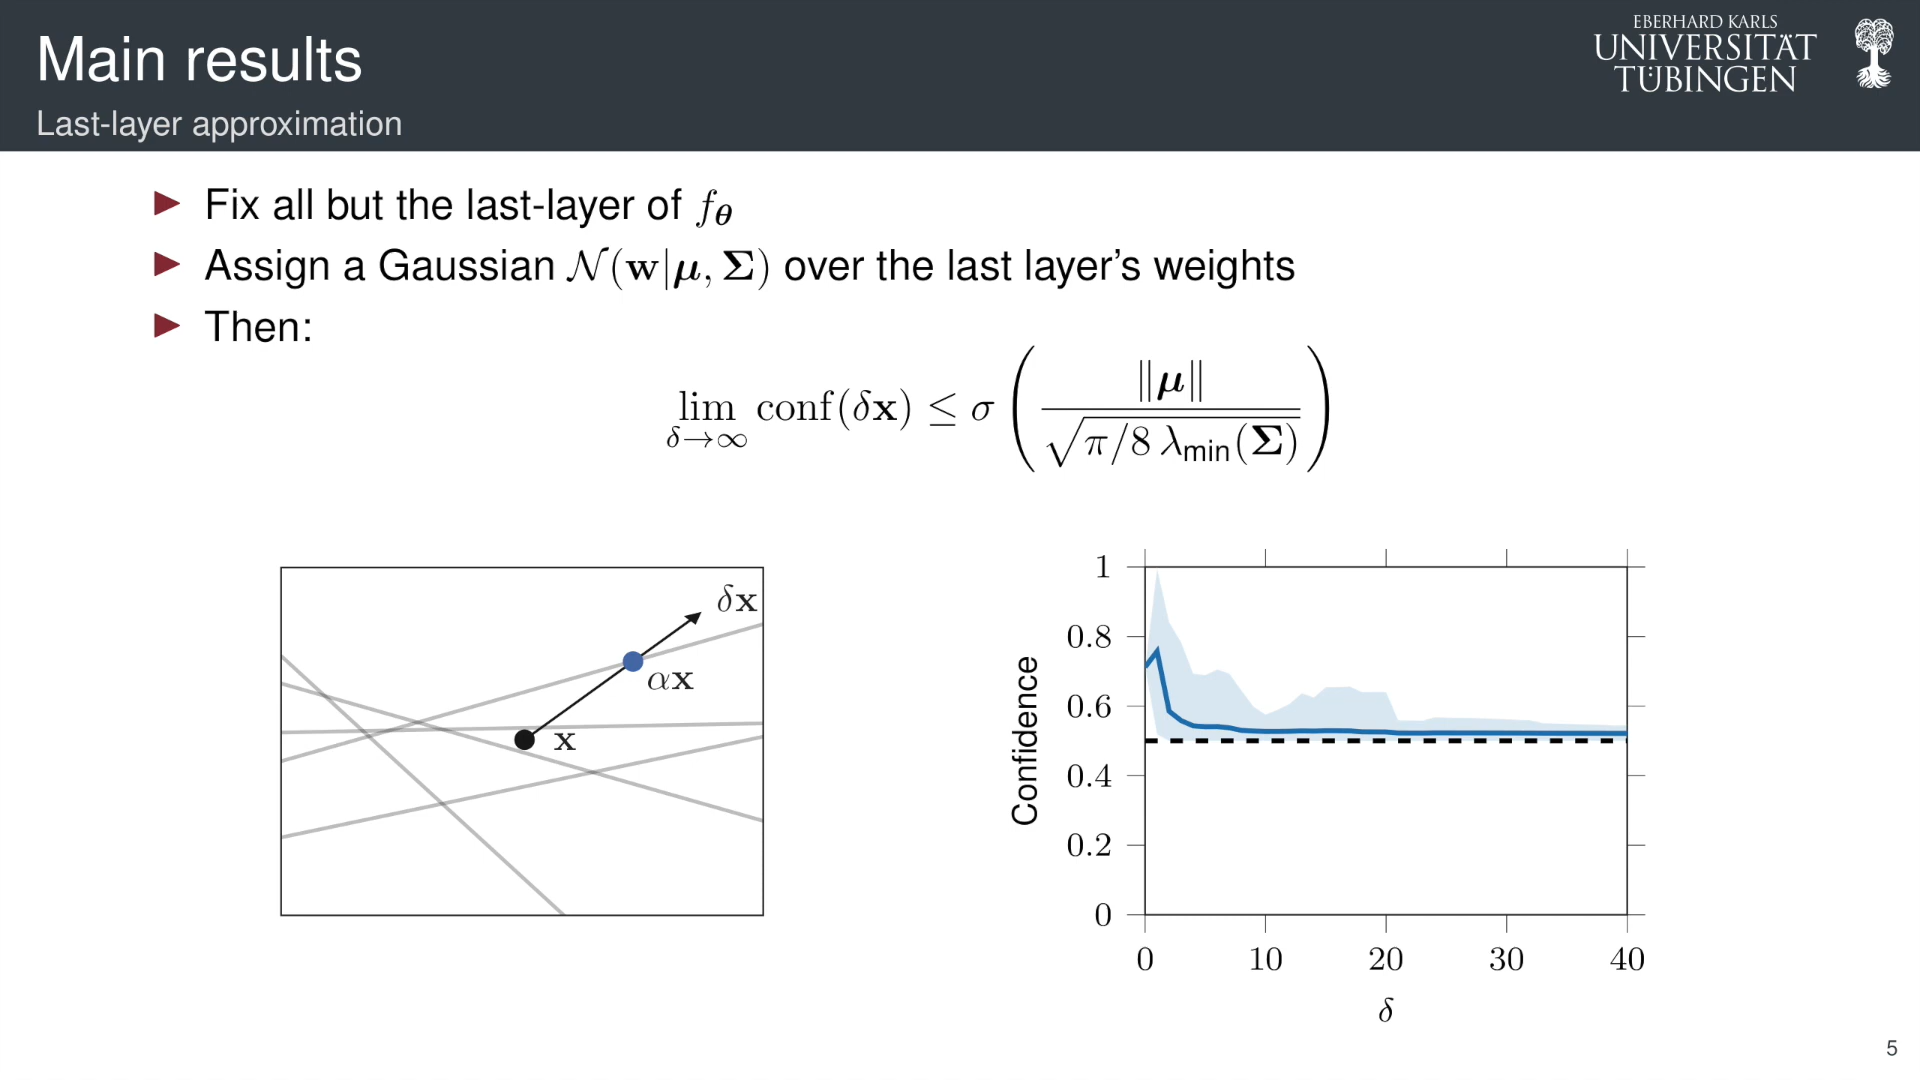 Main results
Last-layer approximation
EBERHARD KARLS
UNIVERSITÄT
TÜBINGEN
▶ Fix all but the last-layer of f_θ
▶ Assign a Gaussian 𝒩(w|μ, Σ) over the last layer's weights
▶ Then:
lim_{δ→∞} conf(δx) ≤ σ(‖μ‖ / √(π/8 λ_min(Σ)))
δx
αx
x
1
0.8
0.6
0.4
0.2
0
Confidence
0 10 20 30 40
δ
5